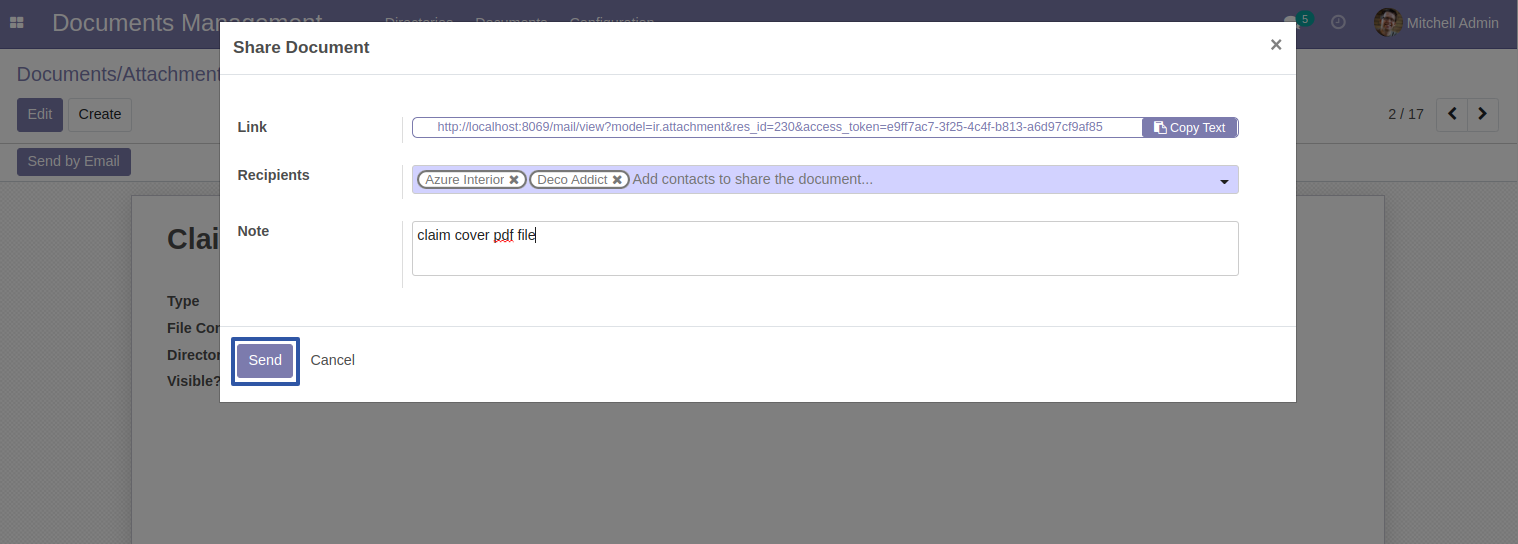 Documents Management Directories Documents Configuration 5 Mitchell Admin
Share Document ×
Documents/Attachment
Edit Create 2 / 17
Link http://localhost:8069/mail/view?model=ir.attachment&res_id=230&access_token=e9ff7ac7-3f25-4c4f-b813-a6d97cf9af85 Copy Text
Send by Email
Recipients Azure Interior ✖ Deco Addict ✖ Add contacts to share the document...
Note claim cover pdf file
Clai
Type
File Con
Director
Visible?
Send Cancel